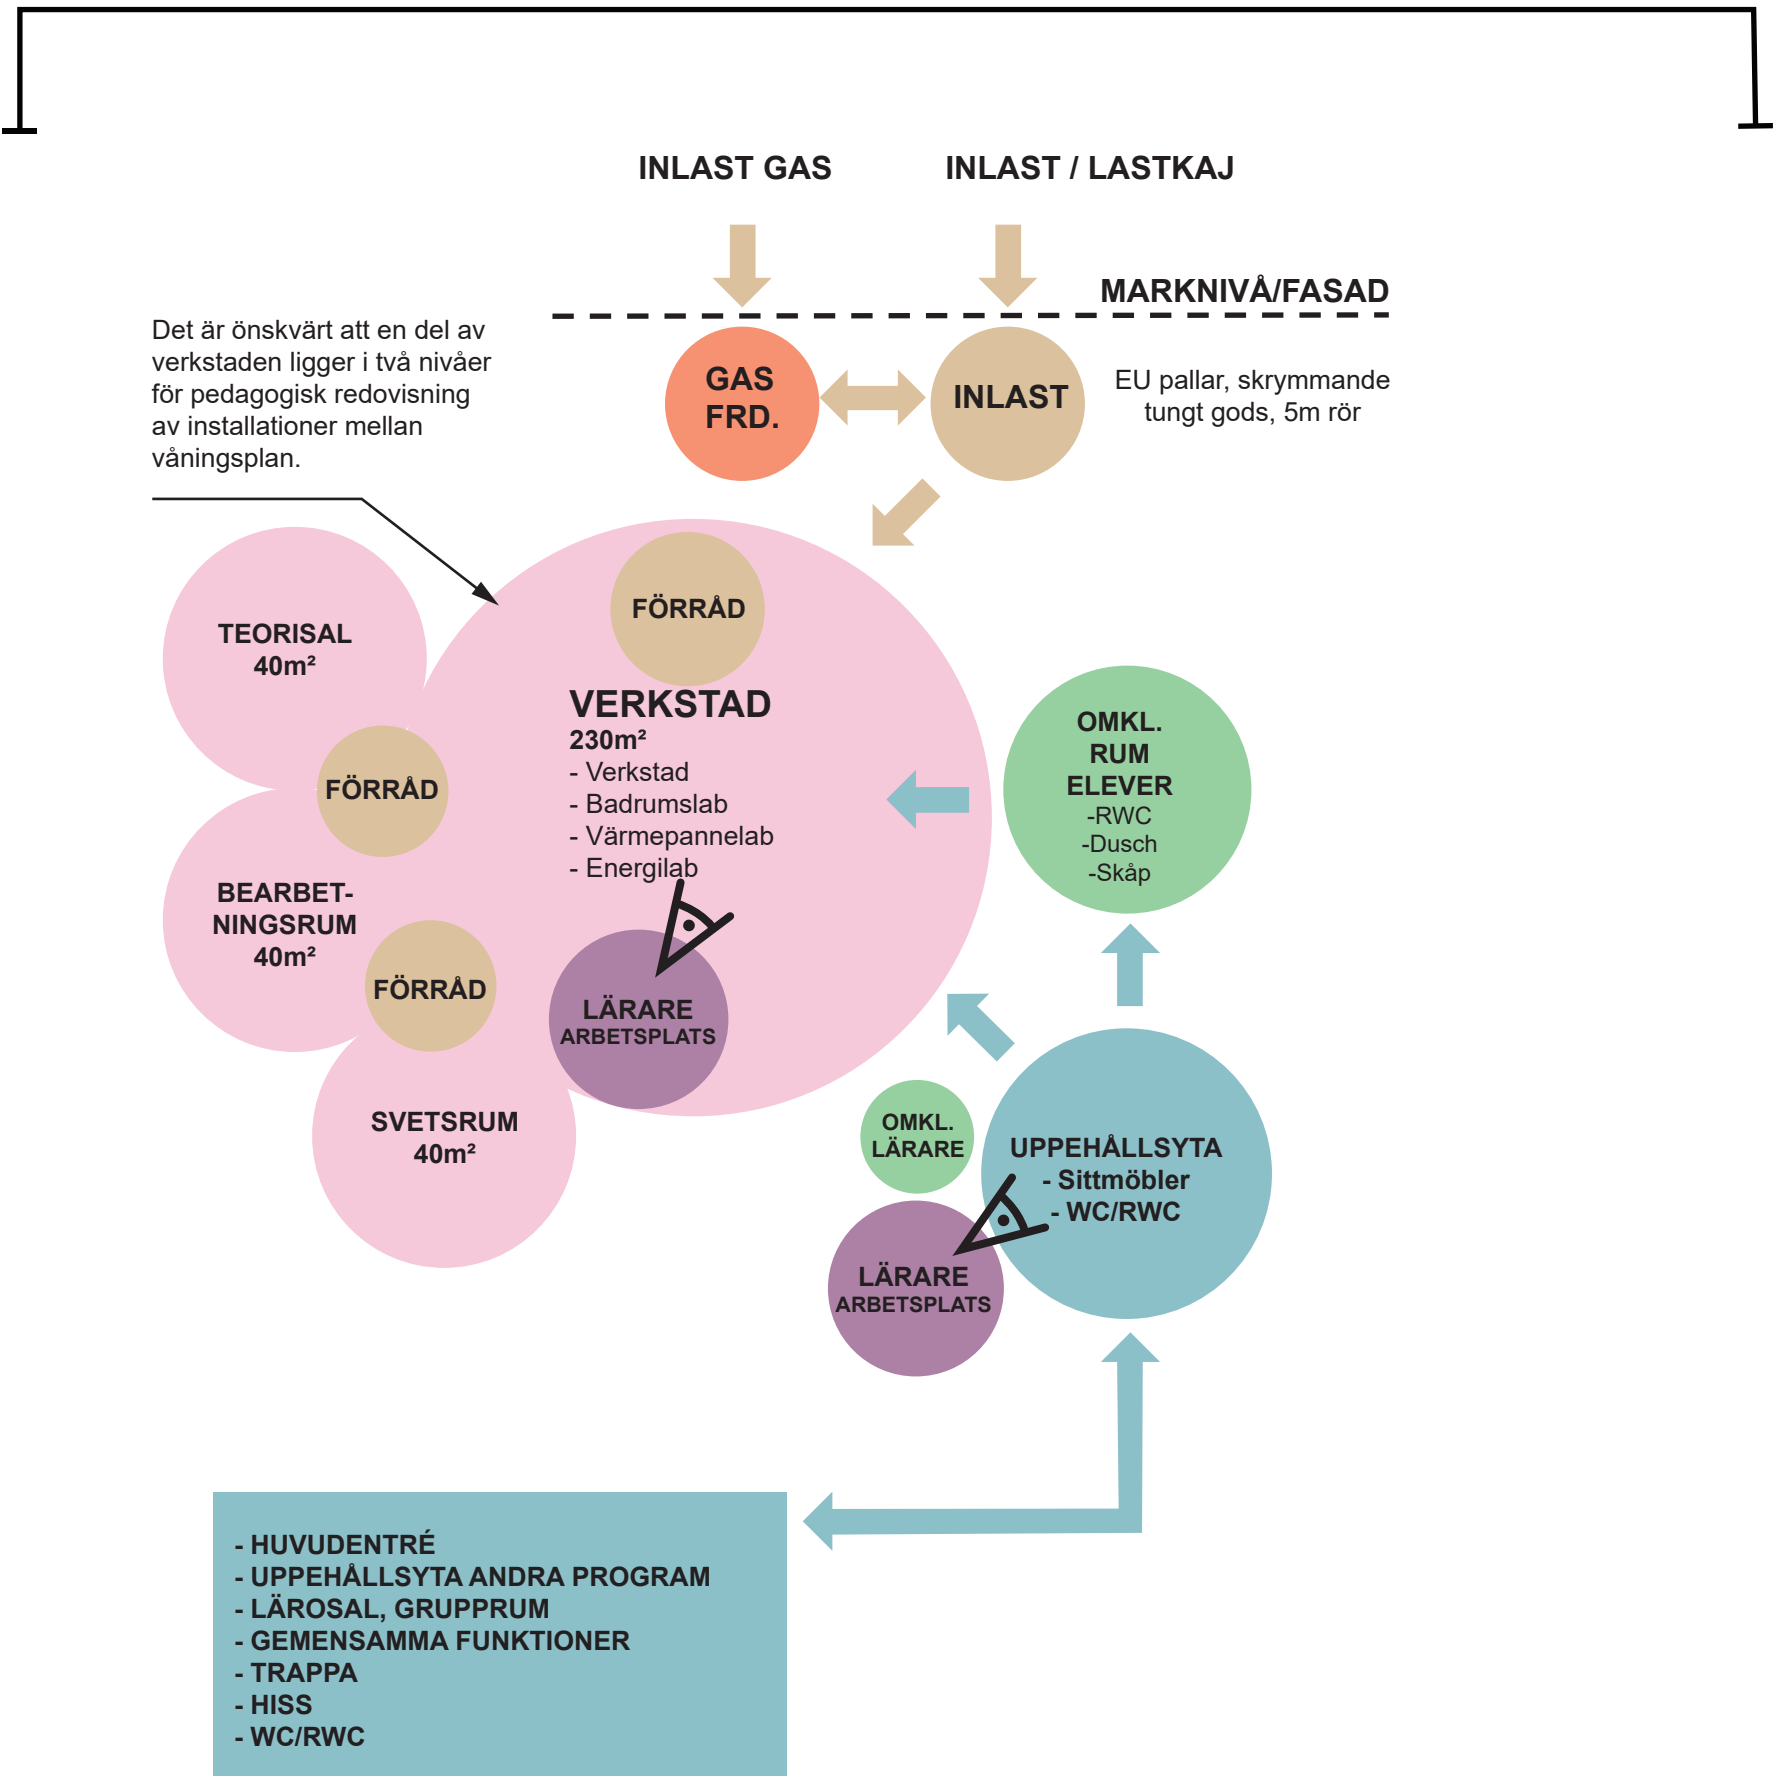 INLAST GAS
INLAST / LASTKAJ
MARKNIVÅ/FASAD
Det är önskvärt att en del av
verkstaden ligger i två nivåer
för pedagogisk redovisning
av installationer mellan
våningsplan.
GAS
FRD.
INLAST
EU pallar, skrymmande
tungt gods, 5m rör
FÖRRÅD
TEORISAL
40m²
VERKSTAD
230m²
- Verkstad
- Badrumslab
- Värmepannelab
- Energilab
FÖRRÅD
OMKL.
RUM
ELEVER
-RWC
-Dusch
-Skåp
BEARBET-
NINGSRUM
40m²
FÖRRÅD
LÄRARE
ARBETSPLATS
SVETSRUM
40m²
OMKL.
LÄRARE
UPPEHÅLLSYTA
- Sittmöbler
- WC/RWC
LÄRARE
ARBETSPLATS
- HUVUDENTRÉ
- UPPEHÅLLSYTA ANDRA PROGRAM
- LÄROSAL, GRUPPRUM
- GEMENSAMMA FUNKTIONER
- TRAPPA
- HISS
- WC/RWC